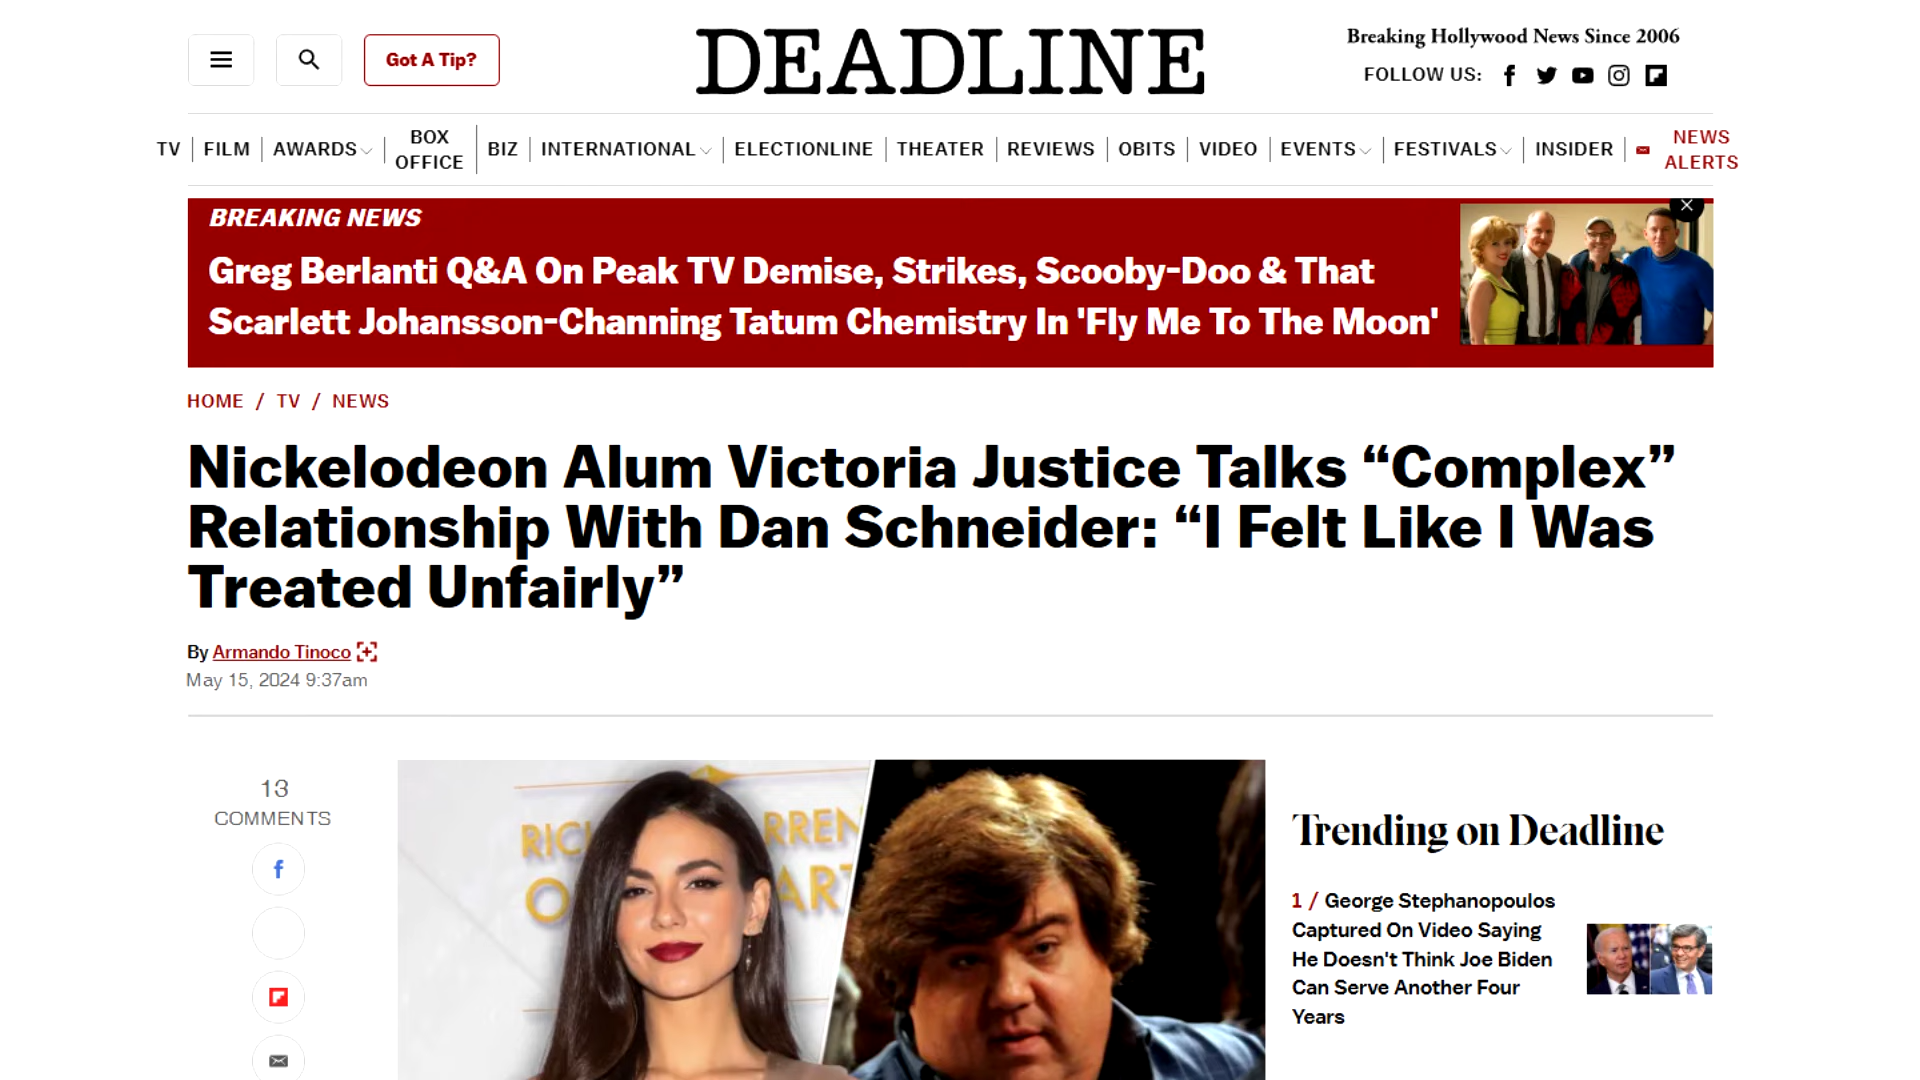 Got A Tip?
DEADLINE
Breaking Hollywood News Since 2006
FOLLOW US:
TV
FILM
AWARDS
BOX
OFFICE
BIZ
INTERNATIONAL
ELECTIONLINE
THEATER
REVIEWS
OBITS
VIDEO
EVENTS
FESTIVALS
INSIDER
NEWS
ALERTS
BREAKING NEWS
Greg Berlanti Q&A On Peak TV Demise, Strikes, Scooby-Doo & That
Scarlett Johansson-Channing Tatum Chemistry In 'Fly Me To The Moon'
HOME / TV / NEWS
Nickelodeon Alum Victoria Justice Talks “Complex”
Relationship With Dan Schneider: “I Felt Like I Was
Treated Unfairly”
By Armando Tinoco
May 15, 2024 9:37am
13
COMMENTS
Trending on Deadline
1 / George Stephanopoulos
Captured On Video Saying
He Doesn't Think Joe Biden
Can Serve Another Four
Years